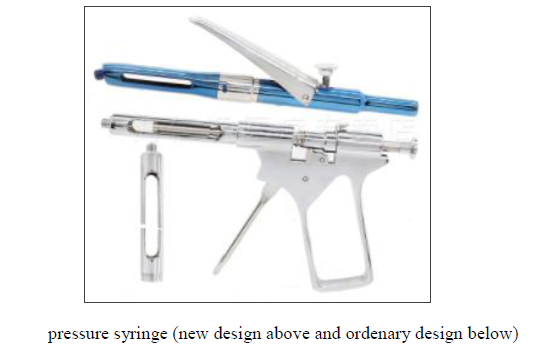 pressure syringe (new design above and ordenary design below)